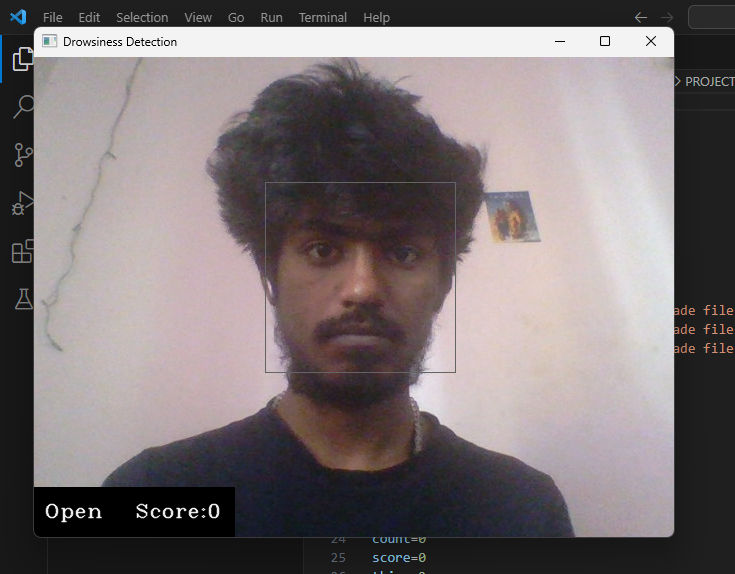 File Edit Selection View Go Run Terminal Help
Drowsiness Detection
PROJECT
ade file
ade file
ade file
Open Score:0
24 count=0
25 score=0